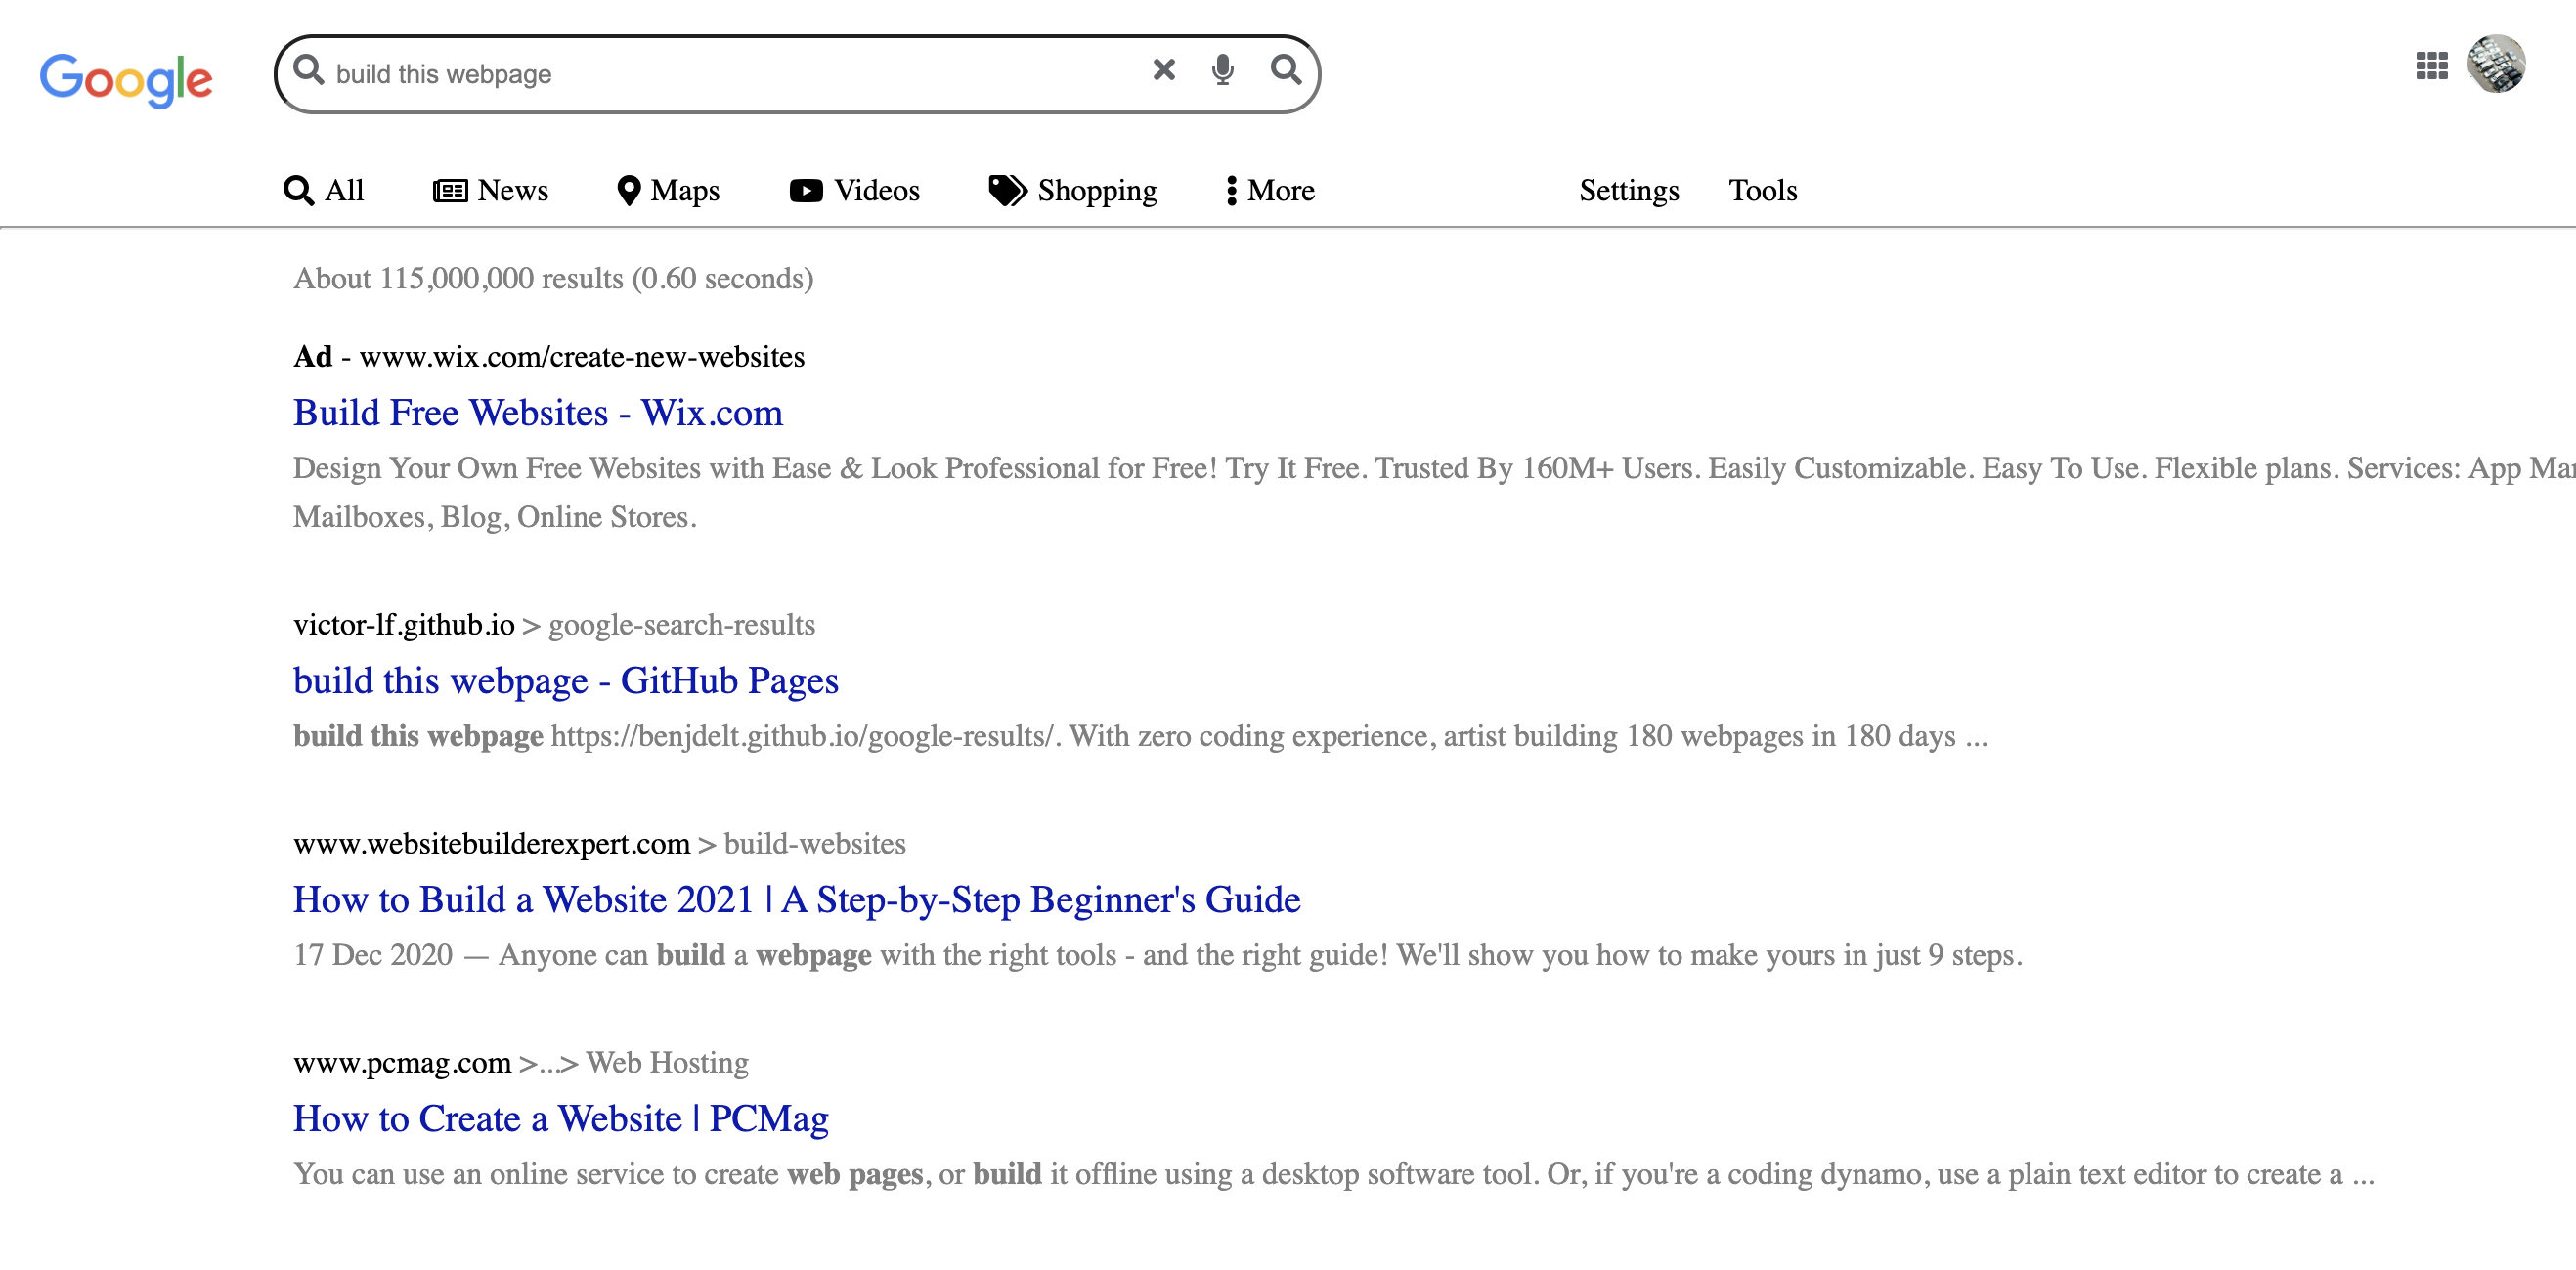 Google
build this webpage
All News Maps Videos Shopping More Settings Tools
About 115,000,000 results (0.60 seconds)
Ad - www.wix.com/create-new-websites
Build Free Websites - Wix.com
Design Your Own Free Websites with Ease & Look Professional for Free! Try It Free. Trusted By 160M+ Users. Easily Customizable. Easy To Use. Flexible plans. Services: App
Mailboxes, Blog, Online Stores.
victor-lf.github.io > google-search-results
build this webpage - GitHub Pages
build this webpage https://benjdelt.github.io/google-results/. With zero coding experience, artist building 180 webpages in 180 days ...
www.websitebuilderexpert.com > build-websites
How to Build a Website 2021 | A Step-by-Step Beginner's Guide
17 Dec 2020 — Anyone can build a webpage with the right tools - and the right guide! We'll show you how to make yours in just 9 steps.
www.pcmag.com >...> Web Hosting
How to Create a Website | PCMag
You can use an online service to create web pages, or build it offline using a desktop software tool. Or, if you're a coding dynamo, use a plain text editor to create a ...